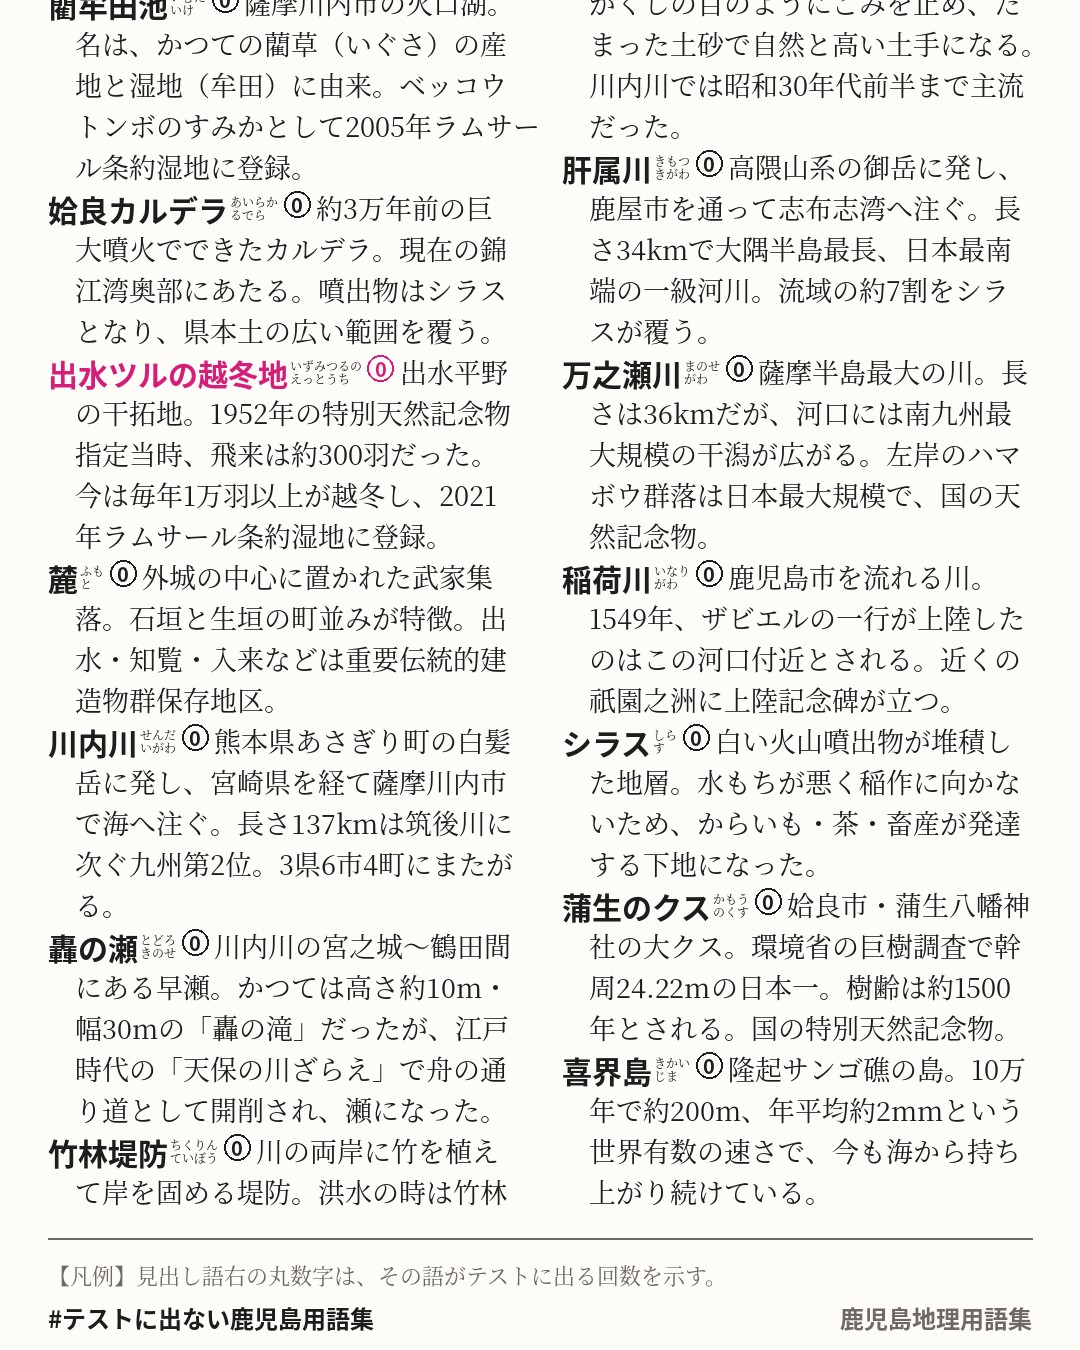 藺牟田池 0 薩摩川内市の火口湖。
名は、かつての藺草（いぐさ）の産
地と湿地（牟田）に由来。ベッコウ
トンボのすみかとして2005年ラムサー
ル条約湿地に登録。
姶良カルデラ あいらかるでら 0 約3万年前の巨
大噴火でできたカルデラ。現在の錦
江湾奥部にあたる。噴出物はシラス
となり、県本土の広い範囲を覆う。
出水ツルの越冬地 いずみつるのえっとうち 0 出水平野
の干拓地。1952年の特別天然記念物
指定当時、飛来は約300羽だった。
今は毎年1万羽以上が越冬し、2021
年ラムサール条約湿地に登録。
麓 ふもと 0 外城の中心に置かれた武家集
落。石垣と生垣の町並みが特徴。出
水・知覧・入来などは重要伝統的建
造物群保存地区。
川内川 せんだいがわ 0 熊本県あさぎり町の白髪
岳に発し、宮崎県を経て薩摩川内市
で海へ注ぐ。長さ137kmは筑後川に
次ぐ九州第2位。3県6市4町にまたが
る。
轟の瀬 とどろきのせ 0 川内川の宮之城〜鶴田間
にある早瀬。かつては高さ約10m・
幅30mの「轟の滝」だったが、江戸
時代の「天保の川ざらえ」で舟の通
り道として開削され、瀬になった。
竹林堤防 ちくりんていぼう 0 川の両岸に竹を植え
て岸を固める堤防。洪水の時は竹林
がくしの目のようにごみを止め、た
まった土砂で自然と高い土手になる。
川内川では昭和30年代前半まで主流
だった。
肝属川 きもつきがわ 0 高隈山系の御岳に発し、
鹿屋市を通って志布志湾へ注ぐ。長
さ34kmで大隅半島最長、日本最南
端の一級河川。流域の約7割をシラ
スが覆う。
万之瀬川 まのせがわ 0 薩摩半島最大の川。長
さは36kmだが、河口には南九州最
大規模の干潟が広がる。左岸のハマ
ボウ群落は日本最大規模で、国の天
然記念物。
稲荷川 いなりがわ 0 鹿児島市を流れる川。
1549年、ザビエルの一行が上陸した
のはこの河口付近とされる。近くの
祇園之洲に上陸記念碑が立つ。
シラス しらす 0 白い火山噴出物が堆積し
た地層。水もちが悪く稲作に向かな
いため、からいも・茶・畜産が発達
する下地になった。
蒲生のクス かもうのくす 0 姶良市・蒲生八幡神
社の大クス。環境省の巨樹調査で幹
周24.22mの日本一。樹齢は約1500
年とされる。国の特別天然記念物。
喜界島 きかいじま 0 隆起サンゴ礁の島。10万
年で約200m、年平均約2mmという
世界有数の速さで、今も海から持ち
上がり続けている。
【凡例】見出し語右の丸数字は、その語がテストに出る回数を示す。
#テストに出ない鹿児島用語集
鹿児島地理用語集